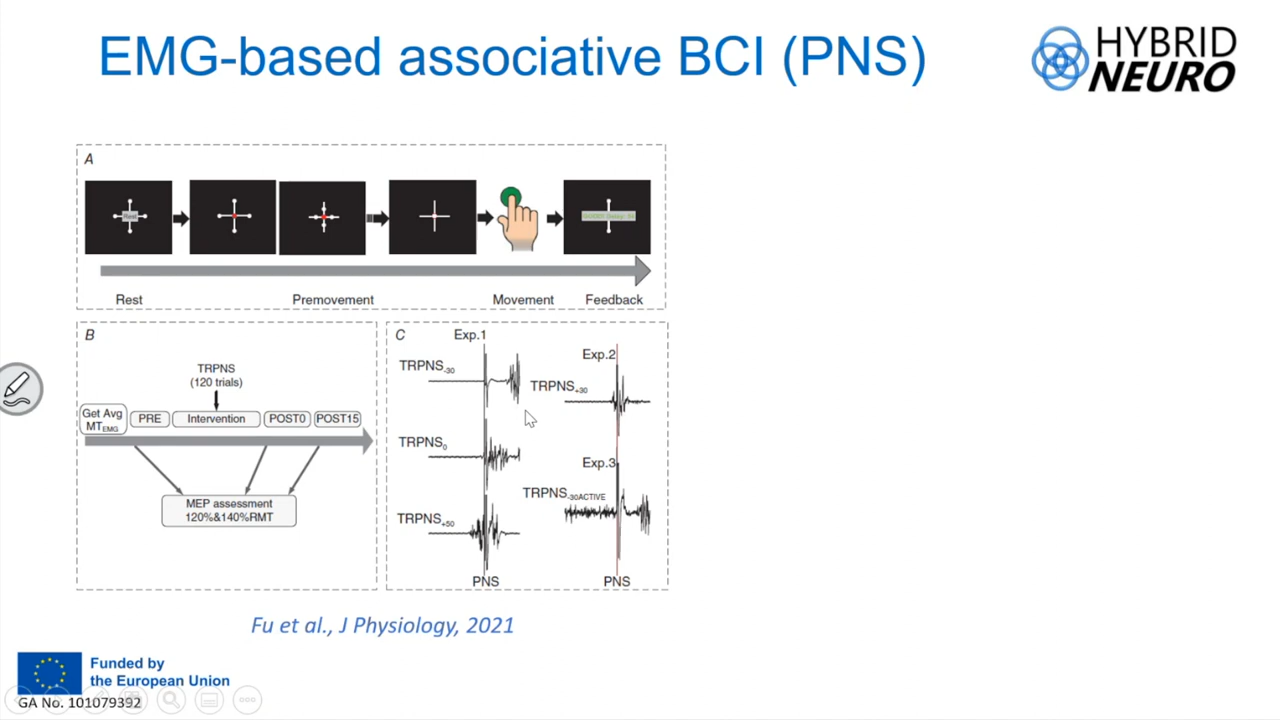 EMG-based associative BCI (PNS)
HYBRID
NEURO
A
Rest
Rest
Premovement
Movement
Feedback
B
TRPNS
(120 trials)
Get Avg
MTEMG
PRE
Intervention
POST0
POST15
MEP assessment
120%&140%RMT
C
Exp.1
TRPNS-30
TRPNS0
TRPNS+50
PNS
Exp.2
TRPNS+30
Exp.3
TRPNS-30ACTIVE
PNS
Fu et al., J Physiology, 2021
Funded by
the European Union
GA No. 101079392